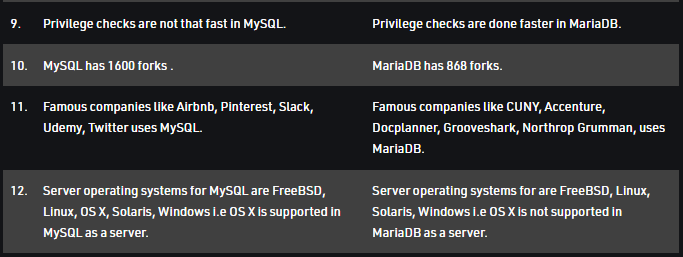 9. Privilege checks are not that fast in MySQL. Privilege checks are done faster in MariaDB.
10. MySQL has 1600 forks . MariaDB has 868 forks.
11. Famous companies like Airbnb, Pinterest, Slack,
Udemy, Twitter uses MySQL.
Famous companies like CUNY, Accenture,
Docplanner, Grooveshark, Northrop Grumman, uses
MariaDB.
12. Server operating systems for MySQL are FreeBSD,
Linux, OS X, Solaris, Windows i.e OS X is supported in
MySQL as a server.
Server operating systems for are FreeBSD, Linux,
Solaris, Windows i.e OS X is not supported in
MariaDB as a server.